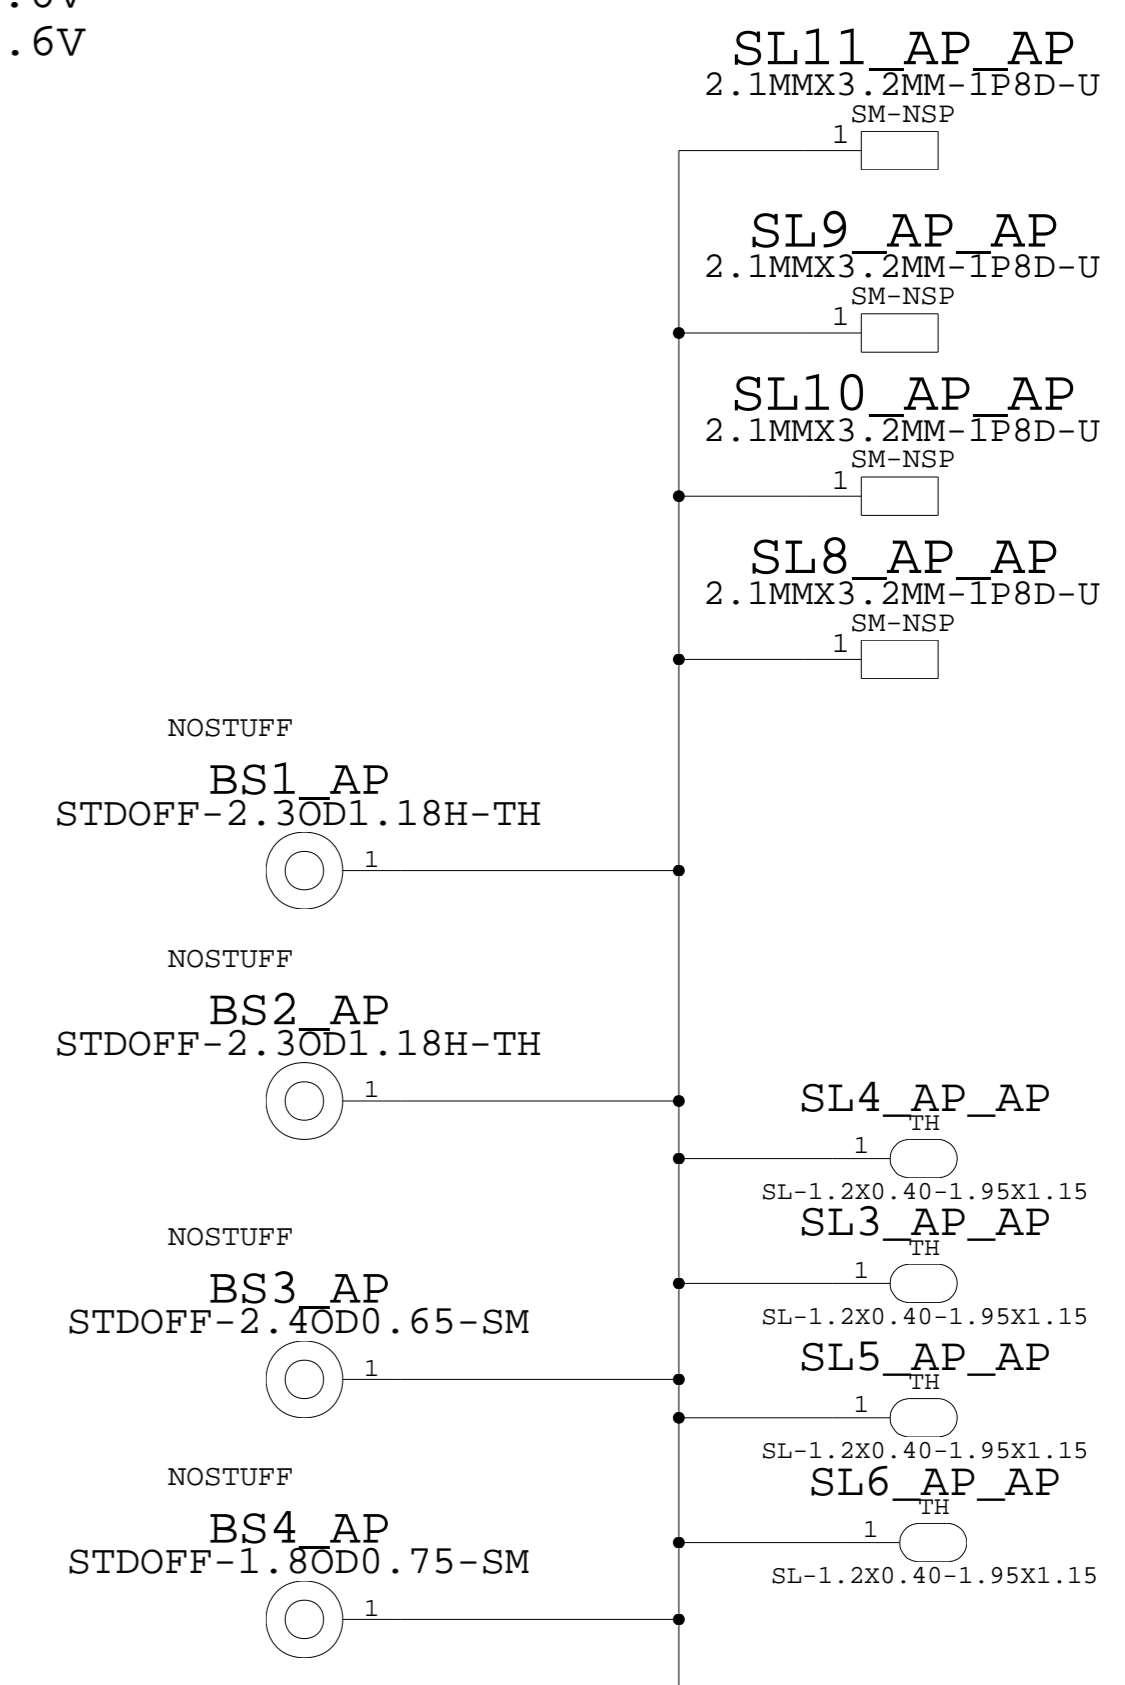 .6V
SL11_AP_AP
2.1MMX3.2MM-1P8D-U
SM-NSP
1
SL9_AP_AP
2.1MMX3.2MM-1P8D-U
SM-NSP
1
SL10_AP_AP
2.1MMX3.2MM-1P8D-U
SM-NSP
1
SL8_AP_AP
2.1MMX3.2MM-1P8D-U
SM-NSP
1
NOSTUFF
BS1_AP
STDOFF-2.3OD1.18H-TH
1
NOSTUFF
BS2_AP
STDOFF-2.3OD1.18H-TH
1
SL4_AP_AP
TH
1
SL-1.2X0.40-1.95X1.15
SL3_AP_AP
TH
1
SL-1.2X0.40-1.95X1.15
NOSTUFF
BS3_AP
STDOFF-2.4OD0.65-SM
1
SL5_AP_AP
TH
1
SL-1.2X0.40-1.95X1.15
SL6_AP_AP
TH
1
SL-1.2X0.40-1.95X1.15
NOSTUFF
BS4_AP
STDOFF-1.8OD0.75-SM
1